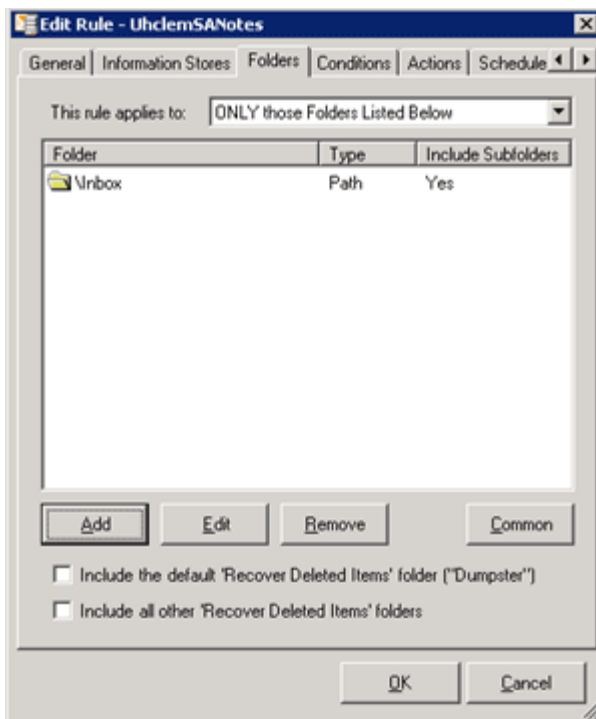 Edit Rule - UhclemSANotes
General Information Stores Folders Conditions Actions Schedule
This rule applies to: ONLY those Folders Listed Below
Folder Type Include Subfolders
\Inbox Path Yes
Add Edit Remove Common
Include the default 'Recover Deleted Items' folder ("Dumpster")
Include all other 'Recover Deleted Items' folders
OK Cancel